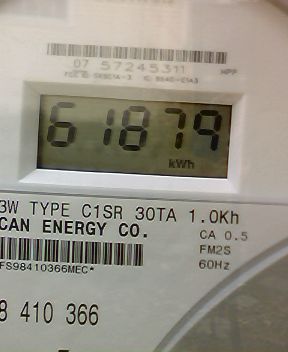 07 57245311
61879
kWh
3W TYPE C1SR 30TA 1.0Kh
CAN ENERGY CO.
CA 0.5
FM2S
60Hz
FS98410366MEC*
8 410 366